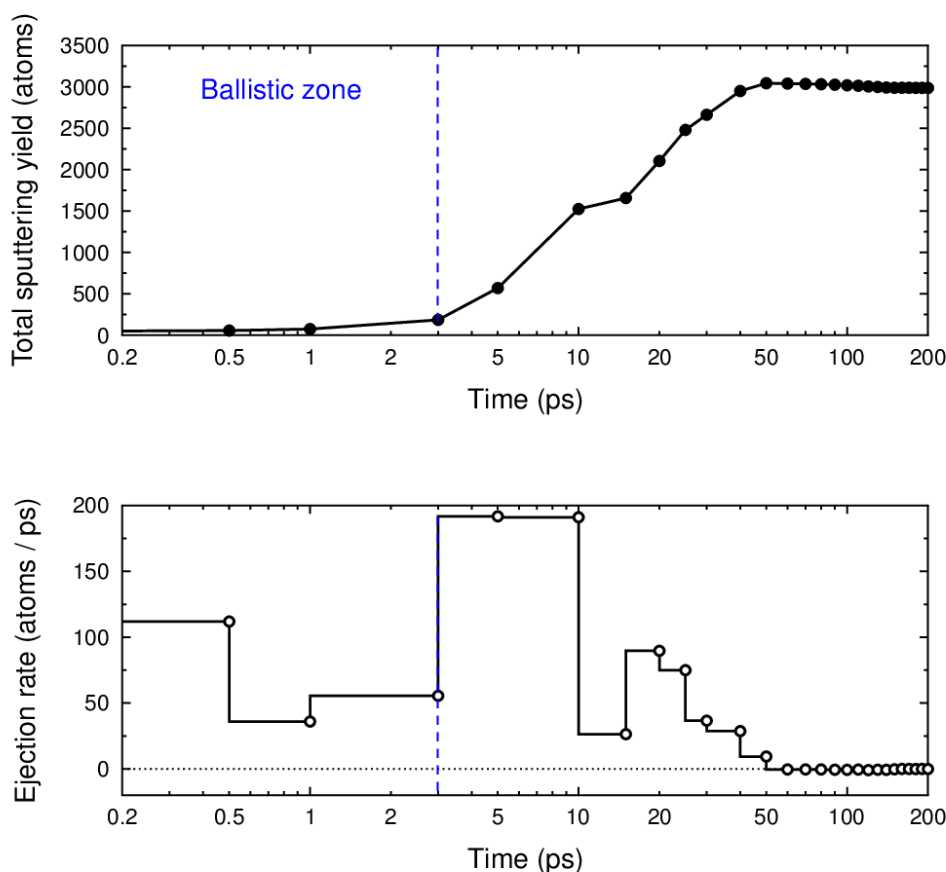 Total sputtering yield (atoms)
3500
3000
2500
2000
1500
1000
500
0
Ballistic zone
0.2 0.5 1 2 5 10 20 50 100 200
Time (ps)
Ejection rate (atoms / ps)
200
150
100
50
0
0.2 0.5 1 2 5 10 20 50 100 200
Time (ps)